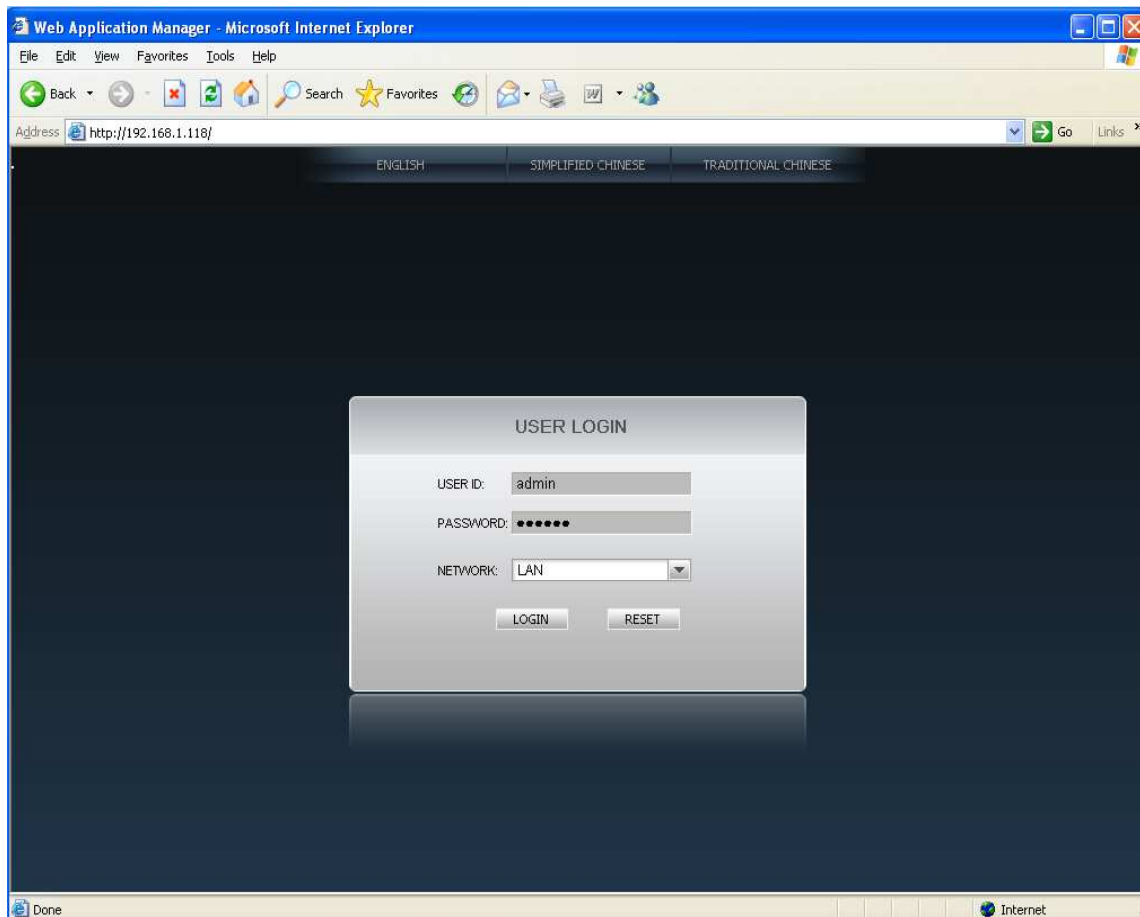 Web Application Manager - Microsoft Internet Explorer
File Edit View Favorites Tools Help
Back Search Favorites
Address http://192.168.1.118/ Go Links »
ENGLISH SIMPLIFIED CHINESE TRADITIONAL CHINESE
USER LOGIN
USER ID: admin
PASSWORD: ●●●●●●
NETWORK: LAN
LOGIN RESET
Done Internet